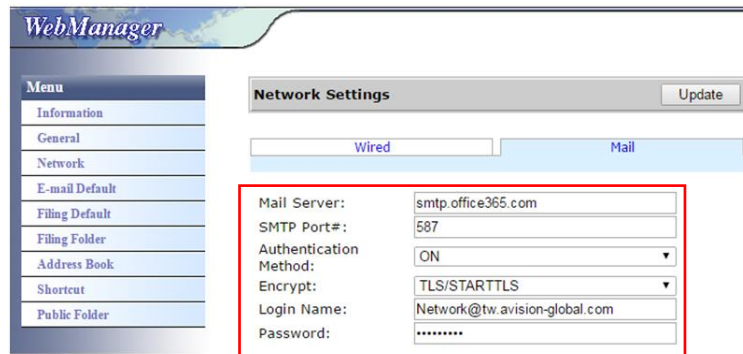 WebManager
Menu
Information
General
Network
E-mail Default
Filing Default
Filing Folder
Address Book
Shortcut
Public Folder
Network Settings Update
Wired Mail
Mail Server: smtp.office365.com
SMTP Port#: 587
Authentication
Method: ON
Encrypt: TLS/STARTTLS
Login Name: Network@tw.avision-global.com
Password: •••••••••